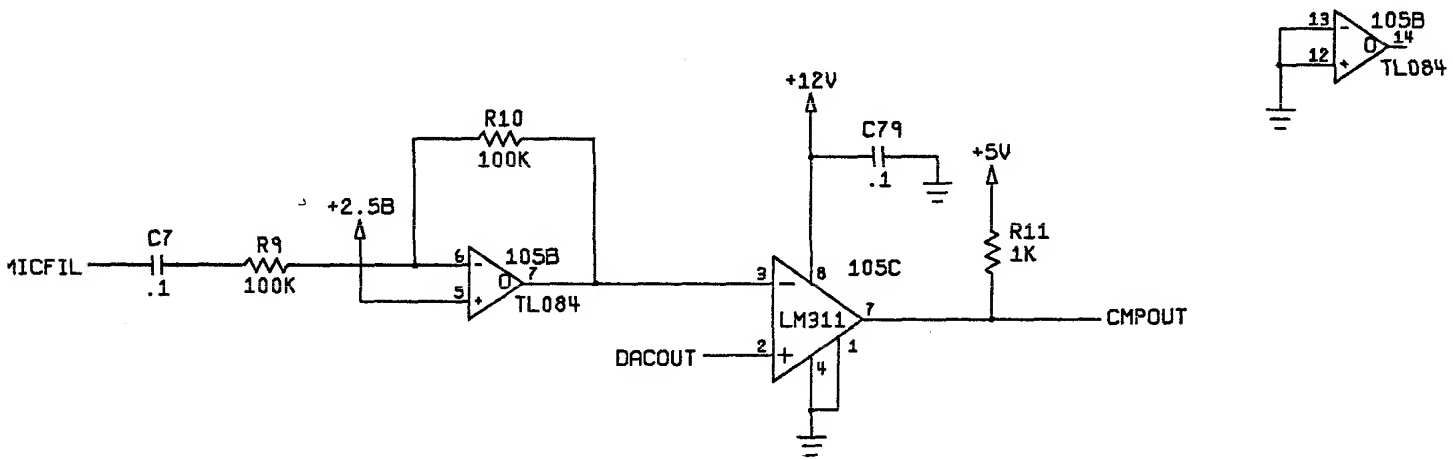 13
-
105B
O
14
12
+
TL084
+12V
R10
100K
C79
.1
+5V
+2.5B
R11
1K
C7
.1
R9
100K
MICFIL
6
-
105B
O
7
5
+
TL084
3
-
8
105C
LM311
7
CMPOUT
DACOUT
2
+
1
4